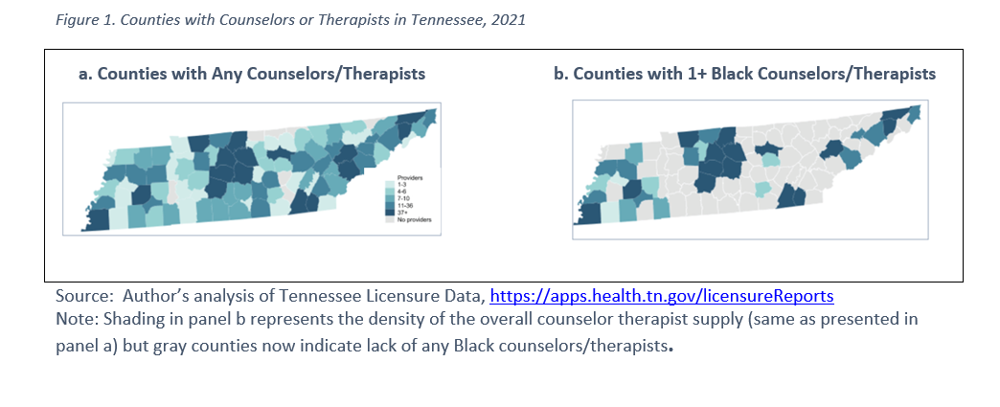 Figure 1. Counties with Counselors or Therapists in Tennessee, 2021
a. Counties with Any Counselors/Therapists
b. Counties with 1+ Black Counselors/Therapists
Providers
1-3
4-6
7-10
11-36
37+
No providers
Source:  Author’s analysis of Tennessee Licensure Data, https://apps.health.tn.gov/licensureReports
Note: Shading in panel b represents the density of the overall counselor therapist supply (same as presented in
panel a) but gray counties now indicate lack of any Black counselors/therapists.